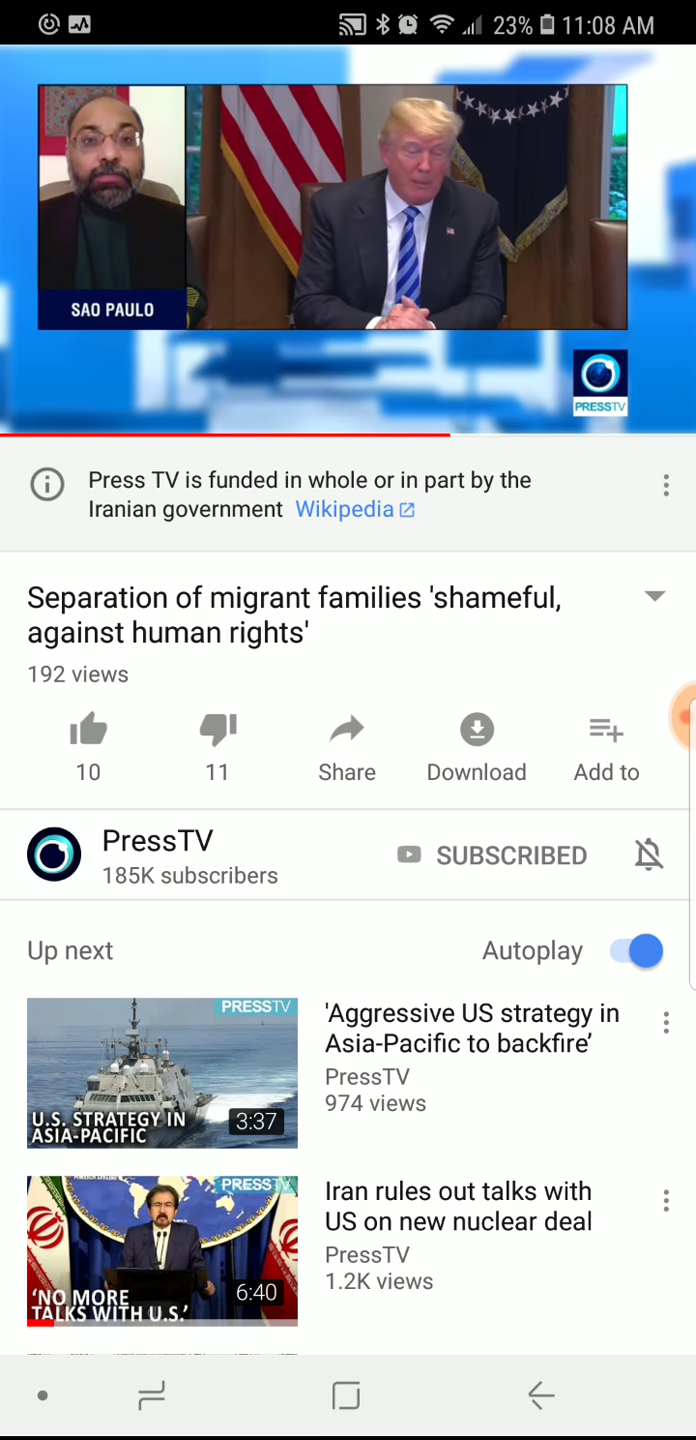 23% 11:08 AM
SAO PAULO
PRESSTV
Press TV is funded in whole or in part by the
Iranian government Wikipedia
Separation of migrant families 'shameful,
against human rights'
192 views
10 11 Share Download Add to
PressTV
185K subscribers
SUBSCRIBED
Up next Autoplay
PRESSTV
U.S. STRATEGY IN
ASIA-PACIFIC
3:37
'Aggressive US strategy in
Asia-Pacific to backfire’
PressTV
974 views
PRESSTV
‘NO MORE
TALKS WITH U.S.’
6:40
Iran rules out talks with
US on new nuclear deal
PressTV
1.2K views